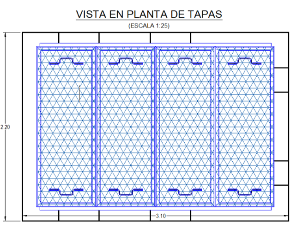 VISTA EN PLANTA DE TAPAS
(ESCALA 1:25)
2.20
3.10